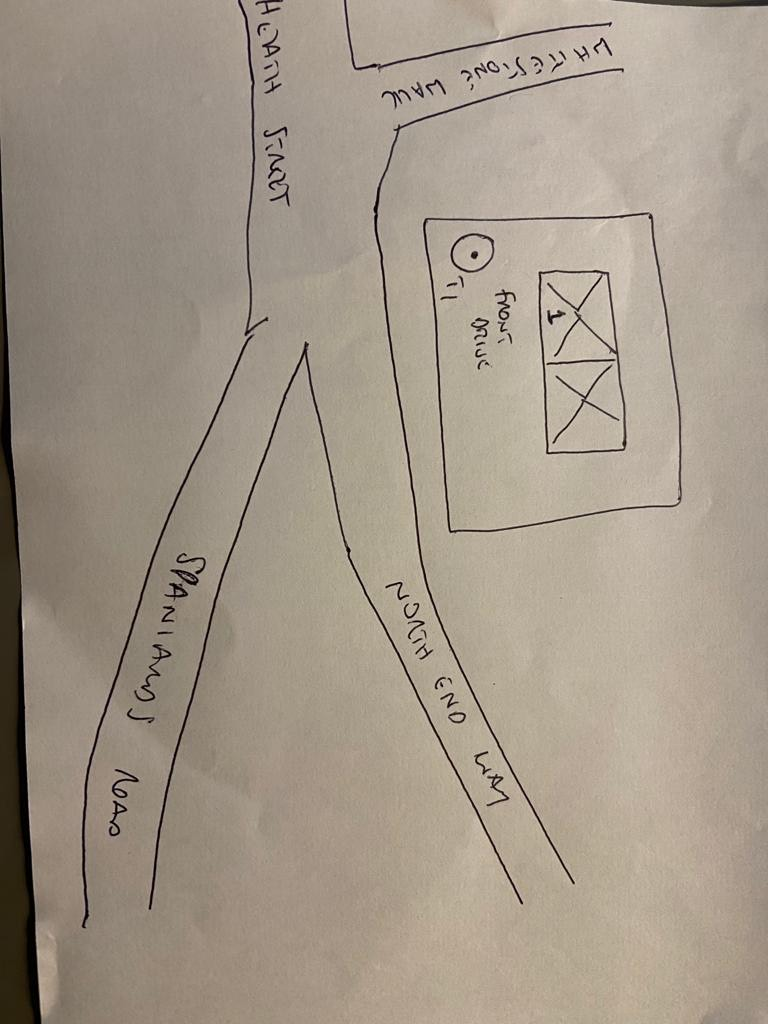 HEATH STREET
WHITESTONE WALK
T1
FRONT
DRIVE
1
NORTH END WAY
SPANIARDS ROAD